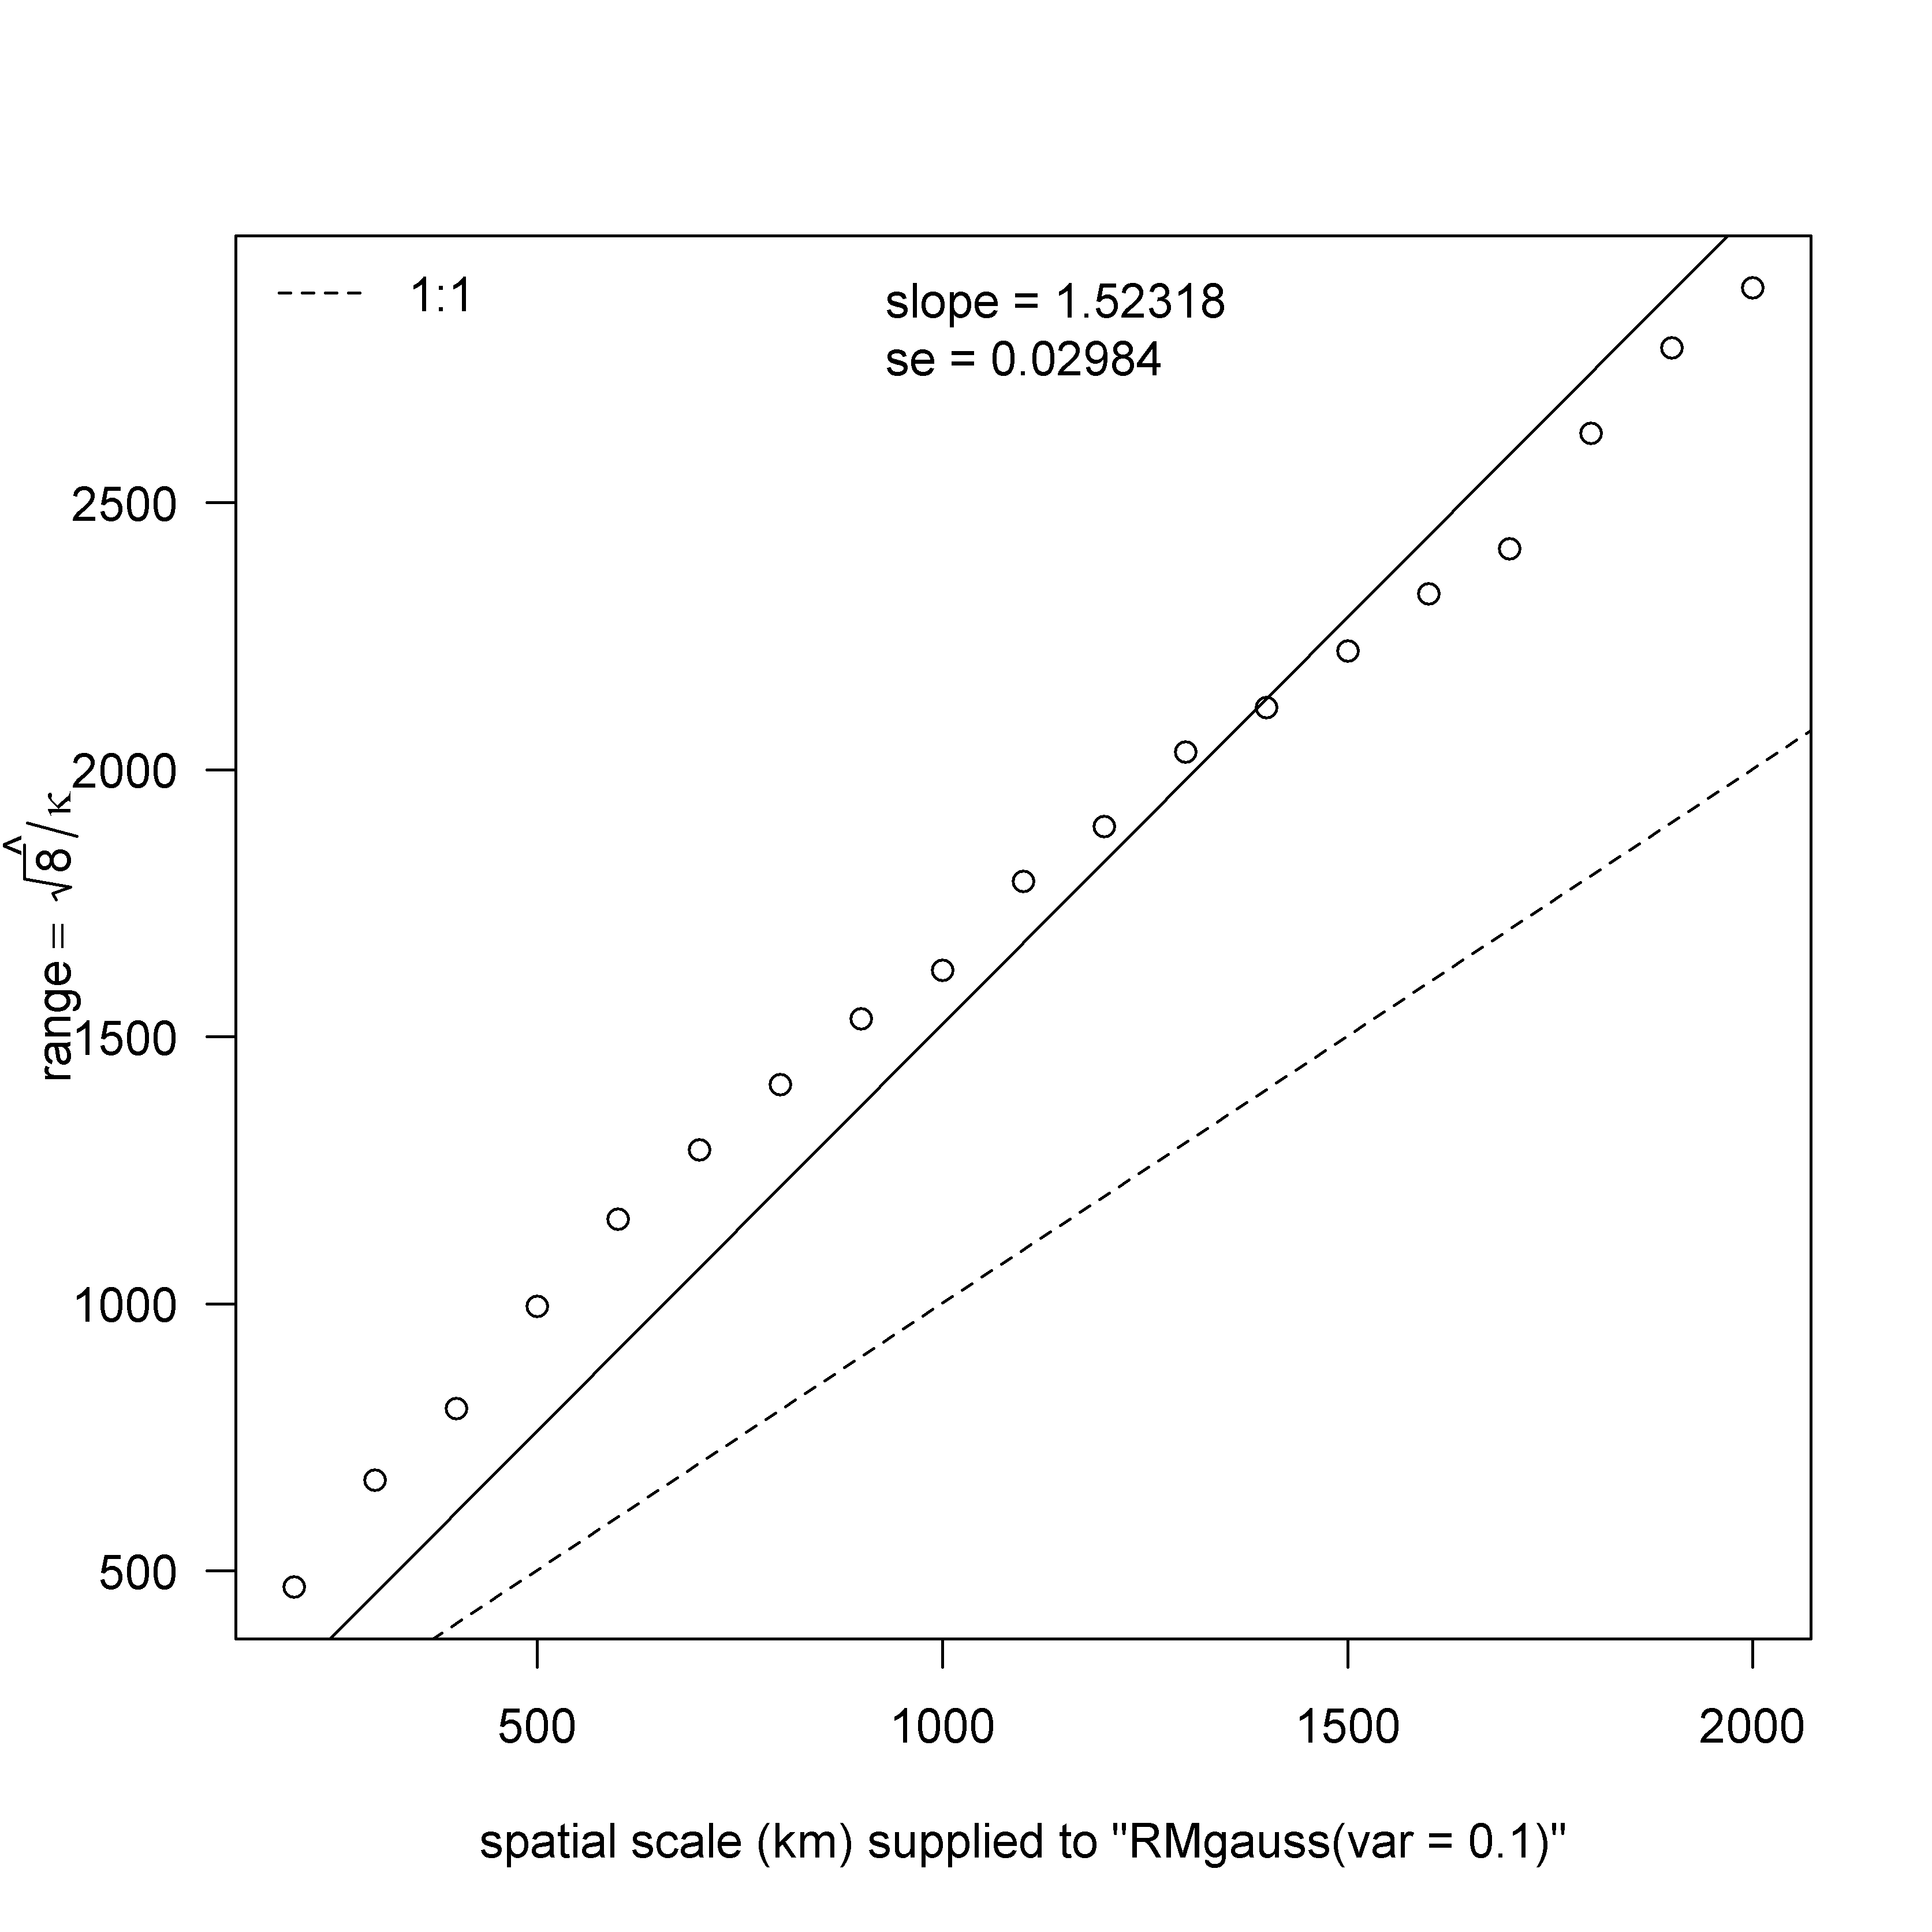 1:1
slope = 1.52318
se = 0.02984
2500
2000
1500
1000
500
range = √8^/κ
500 1000 1500 2000
spatial scale (km) supplied to "RMgauss(var = 0.1)"